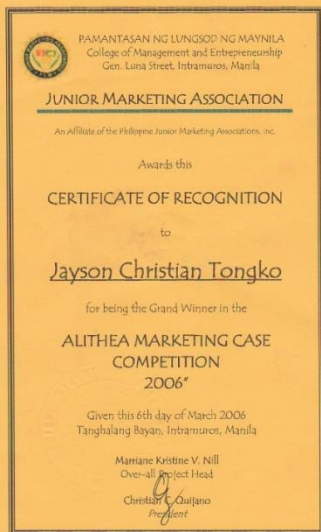 PAMANTASAN NG LUNGSOD NG MAYNILA
College of Management and Entrepreneurship
Gen. Luna Street, Intramuros, Manila
JUNIOR MARKETING ASSOCIATION
An Affiliate of the Philippine Junior Marketing Associations, Inc.
Awards this
CERTIFICATE OF RECOGNITION
to
Jayson Christian Tongko
for being the Grand Winner in the
ALITHEA MARKETING CASE
COMPETITION
2006"
Given this 6th day of March 2006
Tanghalang Bayan, Intramuros, Manila
Marriane Kristine V. Nill
Over-all Project Head
Christian C. Quijano
President